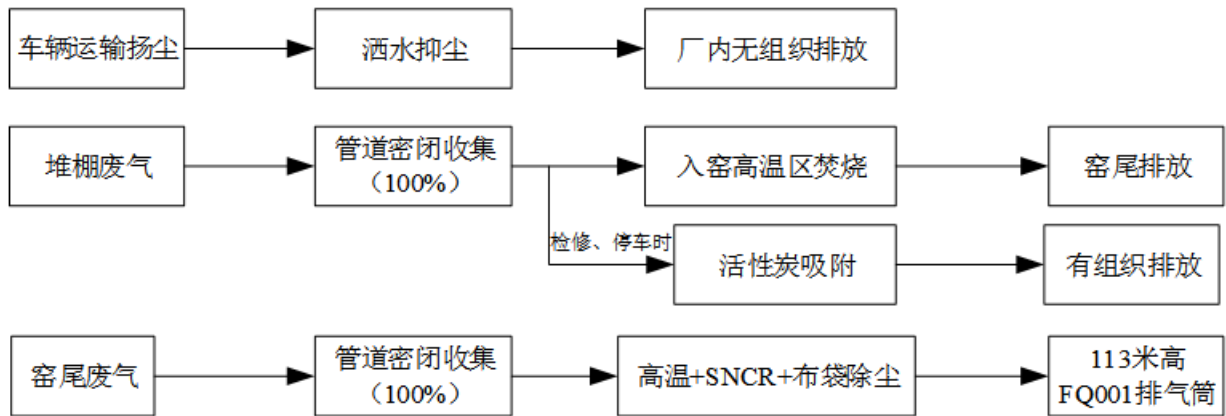 车辆运输扬尘
洒水抑尘
厂内无组织排放
堆棚废气
管道密闭收集
（100%）
入窑高温区焚烧
窑尾排放
检修、停车时
活性炭吸附
有组织排放
窑尾废气
管道密闭收集
（100%）
高温+SNCR+布袋除尘
113米高
FQ001排气筒